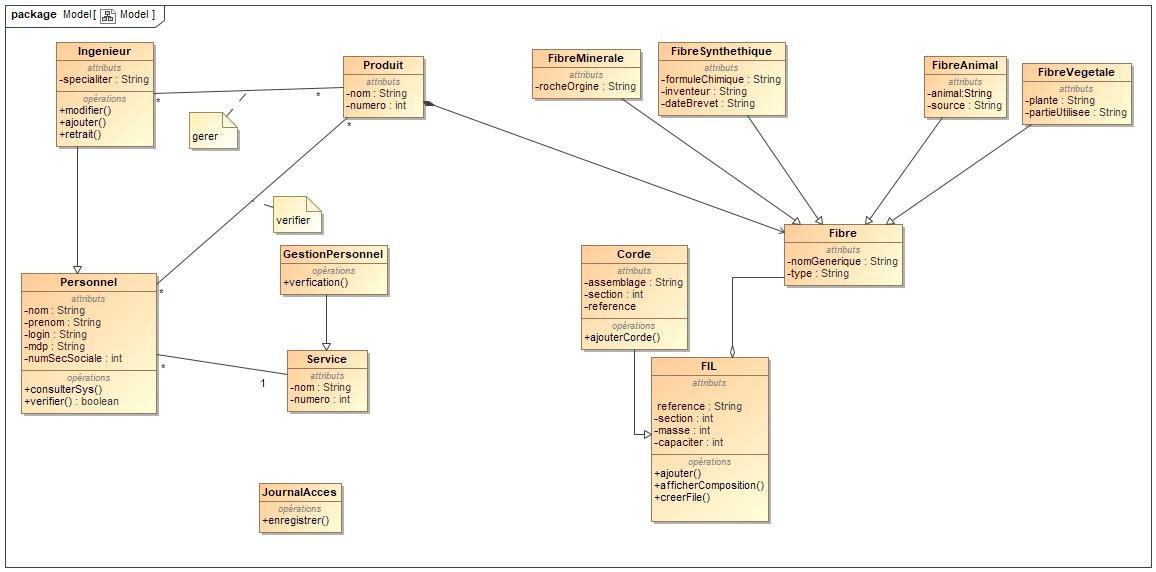 package Model[ Model ]
Ingenieur
attributs
-specialiter : String
opérations
+modifier()
+ajouter()
+retrait()
*
*
gerer
Produit
attributs
-nom : String
-numero : int
*
verifier
FibreMinerale
attributs
-rocheOrgine : String
FibreSynthethique
attributs
-formuleChimique : String
-inventeur : String
-dateBrevet : String
FibreAnimal
attributs
-animal:String
-source : String
FibreVegetale
attributs
-plante : String
-partieUtilisee : String
Fibre
attributs
-nomGenerique : String
-type : String
Personnel
attributs
-nom : String
-prenom : String
-login : String
-mdp : String
-numSecSociale : int
opérations
+consulterSys()
+verifier() : boolean
*
*
1
GestionPersonnel
opérations
+verfication()
Service
attributs
-nom : String
-numero : int
Corde
attributs
-assemblage : String
-section : int
-reference
opérations
+ajouterCorde()
FIL
attributs
reference : String
-section : int
-masse : int
-capaciter : int
opérations
+ajouter()
+afficherComposition()
+creerFile()
JournalAcces
opérations
+enregistrer()